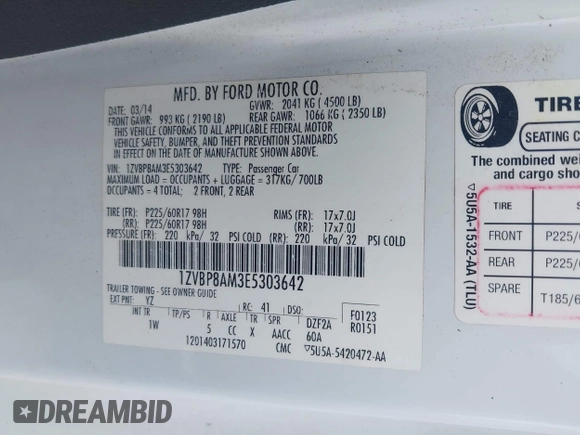 MFD. BY FORD MOTOR CO.
DATE: 03/14 GVWR: 2041 KG ( 4500 LB)
FRONT GAWR: 993 KG ( 2190 LB) REAR GAWR: 1066 KG ( 2350 LB)
THIS VEHICLE CONFORMS TO ALL APPLICABLE FEDERAL MOTOR
VEHICLE SAFETY, BUMPER, AND THEFT PREVENTION STANDARDS
IN EFFECT ON THE DATE OF MANUFACTURE SHOWN ABOVE.
VIN: 1ZVBP8AM3E5303642 TYPE: Passenger Car
MAXIMUM LOAD = OCCUPANTS + LUGGAGE = 317KG/700LB
OCCUPANTS = 4 TOTAL: 2 FRONT, 2 REAR
TIRE (FR): P225/60R17 98H RIMS (FR): 17x7.0J
(RR): P225/60R17 98H (RR): 17x7.0J
PRESSURE (FR): 220 kPa/ 32 PSI COLD (RR): 220 kPa/ 32 PSI COLD
1ZVBP8AM3E5303642
TRAILER TOWING - SEE OWNER GUIDE
EXT PNT: YZ RC: 41 DSO: F0123
R0151
INT TR TP/PS R AXLE TR SPR DZF2A
1W 5 CC X AACC 60A
1201403171570 CMC ▽5U5A-5420472-AA
▽5U5A-1532-AA (TLU)
TIRE
SEATING C
The combined we
and cargo sho
TIRE S
FRONT P225/6
REAR P225/6
SPARE T185/6
DREAMBID